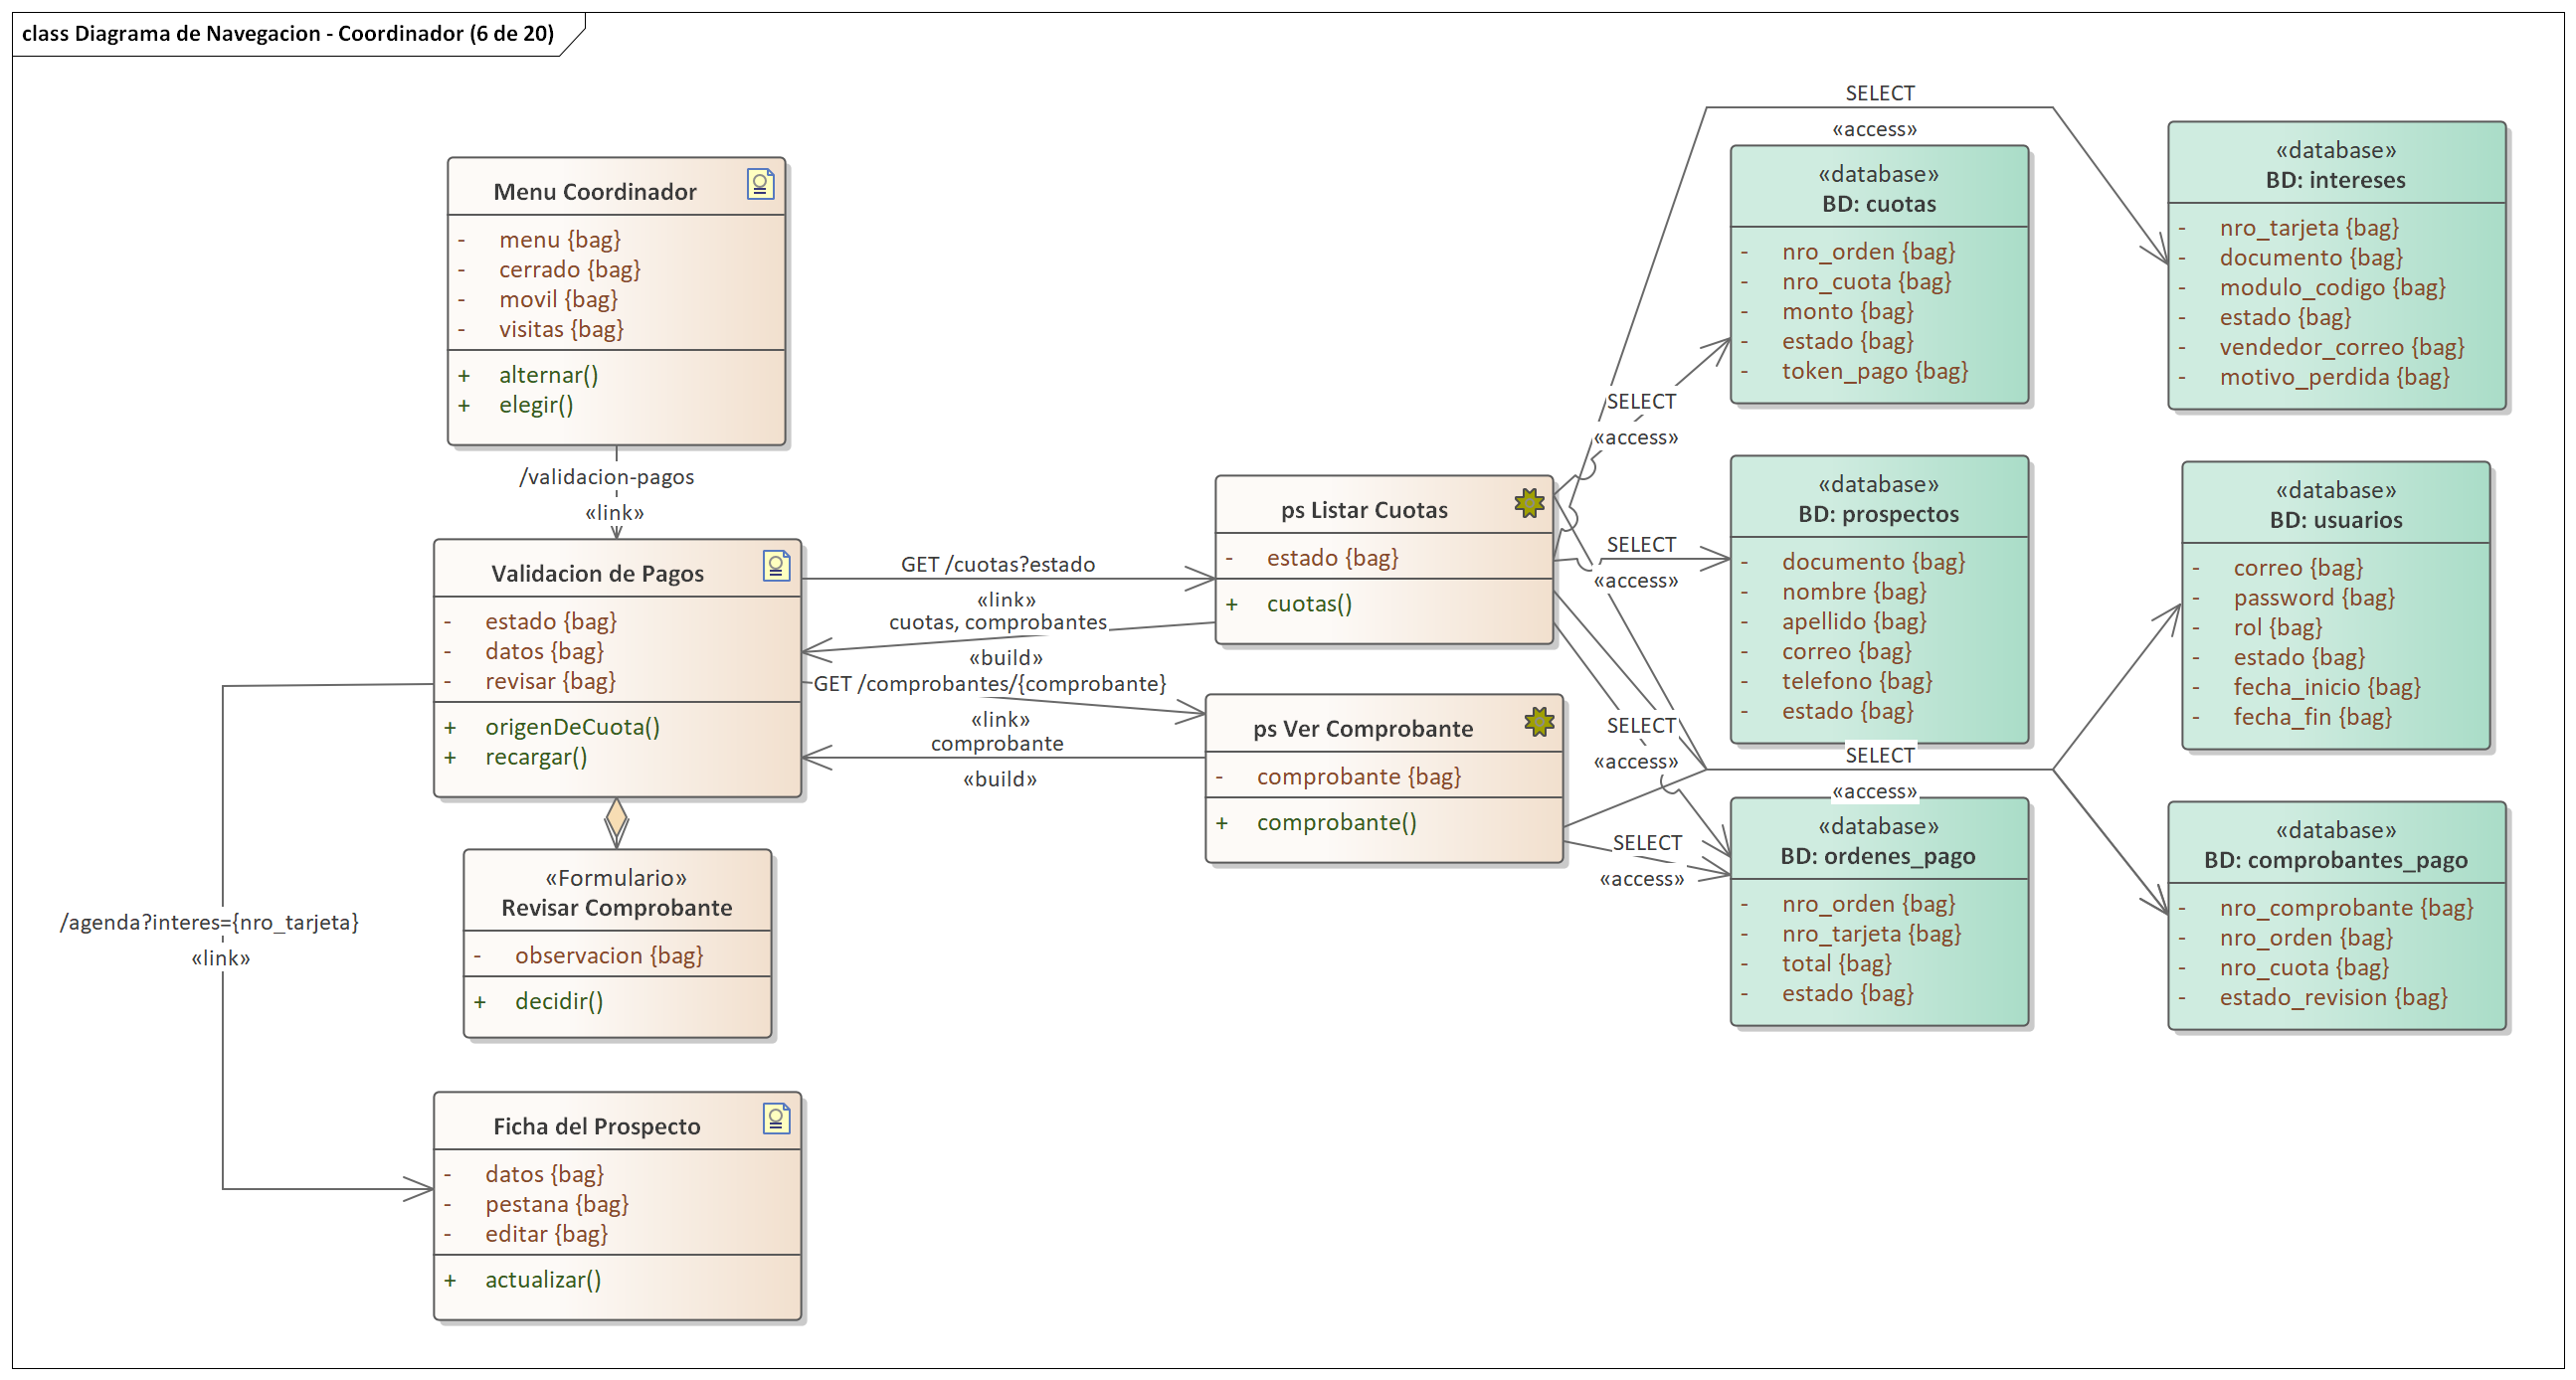 class Diagrama de Navegacion - Coordinador (6 de 20)
Menu Coordinador
- menu {bag}
- cerrado {bag}
- movil {bag}
- visitas {bag}
+ alternar()
+ elegir()
/validacion-pagos
«link»
Validacion de Pagos
- estado {bag}
- datos {bag}
- revisar {bag}
+ origenDeCuota()
+ recargar()
«Formulario»
Revisar Comprobante
- observacion {bag}
+ decidir()
/agenda?interes={nro_tarjeta}
«link»
Ficha del Prospecto
- datos {bag}
- pestana {bag}
- editar {bag}
+ actualizar()
GET /cuotas?estado
«link»
cuotas, comprobantes
«build»
GET /comprobantes/{comprobante}
«link»
comprobante
«build»
ps Listar Cuotas
- estado {bag}
+ cuotas()
ps Ver Comprobante
- comprobante {bag}
+ comprobante()
SELECT
«access»
SELECT
«access»
SELECT
«access»
SELECT
«access»
SELECT
«access»
SELECT
«access»
«database»
BD: cuotas
- nro_orden {bag}
- nro_cuota {bag}
- monto {bag}
- estado {bag}
- token_pago {bag}
«database»
BD: prospectos
- documento {bag}
- nombre {bag}
- apellido {bag}
- correo {bag}
- telefono {bag}
- estado {bag}
«database»
BD: ordenes_pago
- nro_orden {bag}
- nro_tarjeta {bag}
- total {bag}
- estado {bag}
«database»
BD: intereses
- nro_tarjeta {bag}
- documento {bag}
- modulo_codigo {bag}
- estado {bag}
- vendedor_correo {bag}
- motivo_perdida {bag}
«database»
BD: usuarios
- correo {bag}
- password {bag}
- rol {bag}
- estado {bag}
- fecha_inicio {bag}
- fecha_fin {bag}
«database»
BD: comprobantes_pago
- nro_comprobante {bag}
- nro_orden {bag}
- nro_cuota {bag}
- estado_revision {bag}